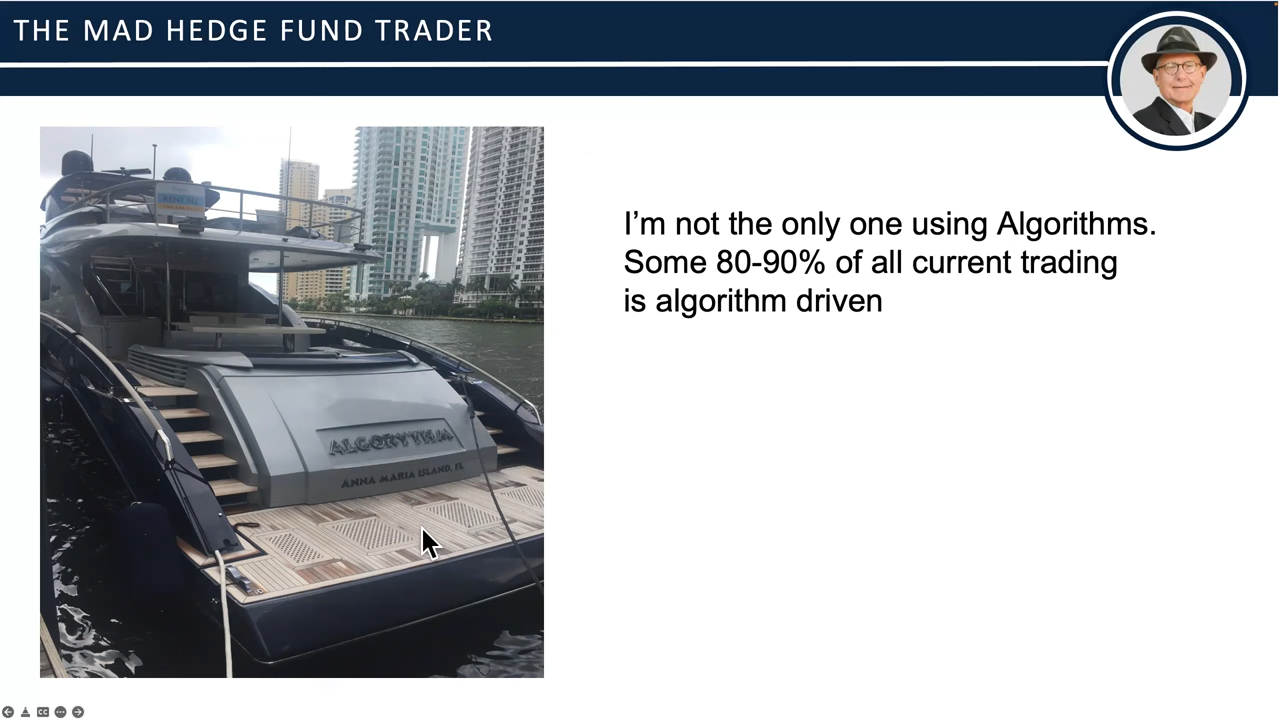 THE MAD HEDGE FUND TRADER
I’m not the only one using Algorithms.
Some 80-90% of all current trading
is algorithm driven
ALGORYTHM
ANNA MARIA ISLAND, FL
CC